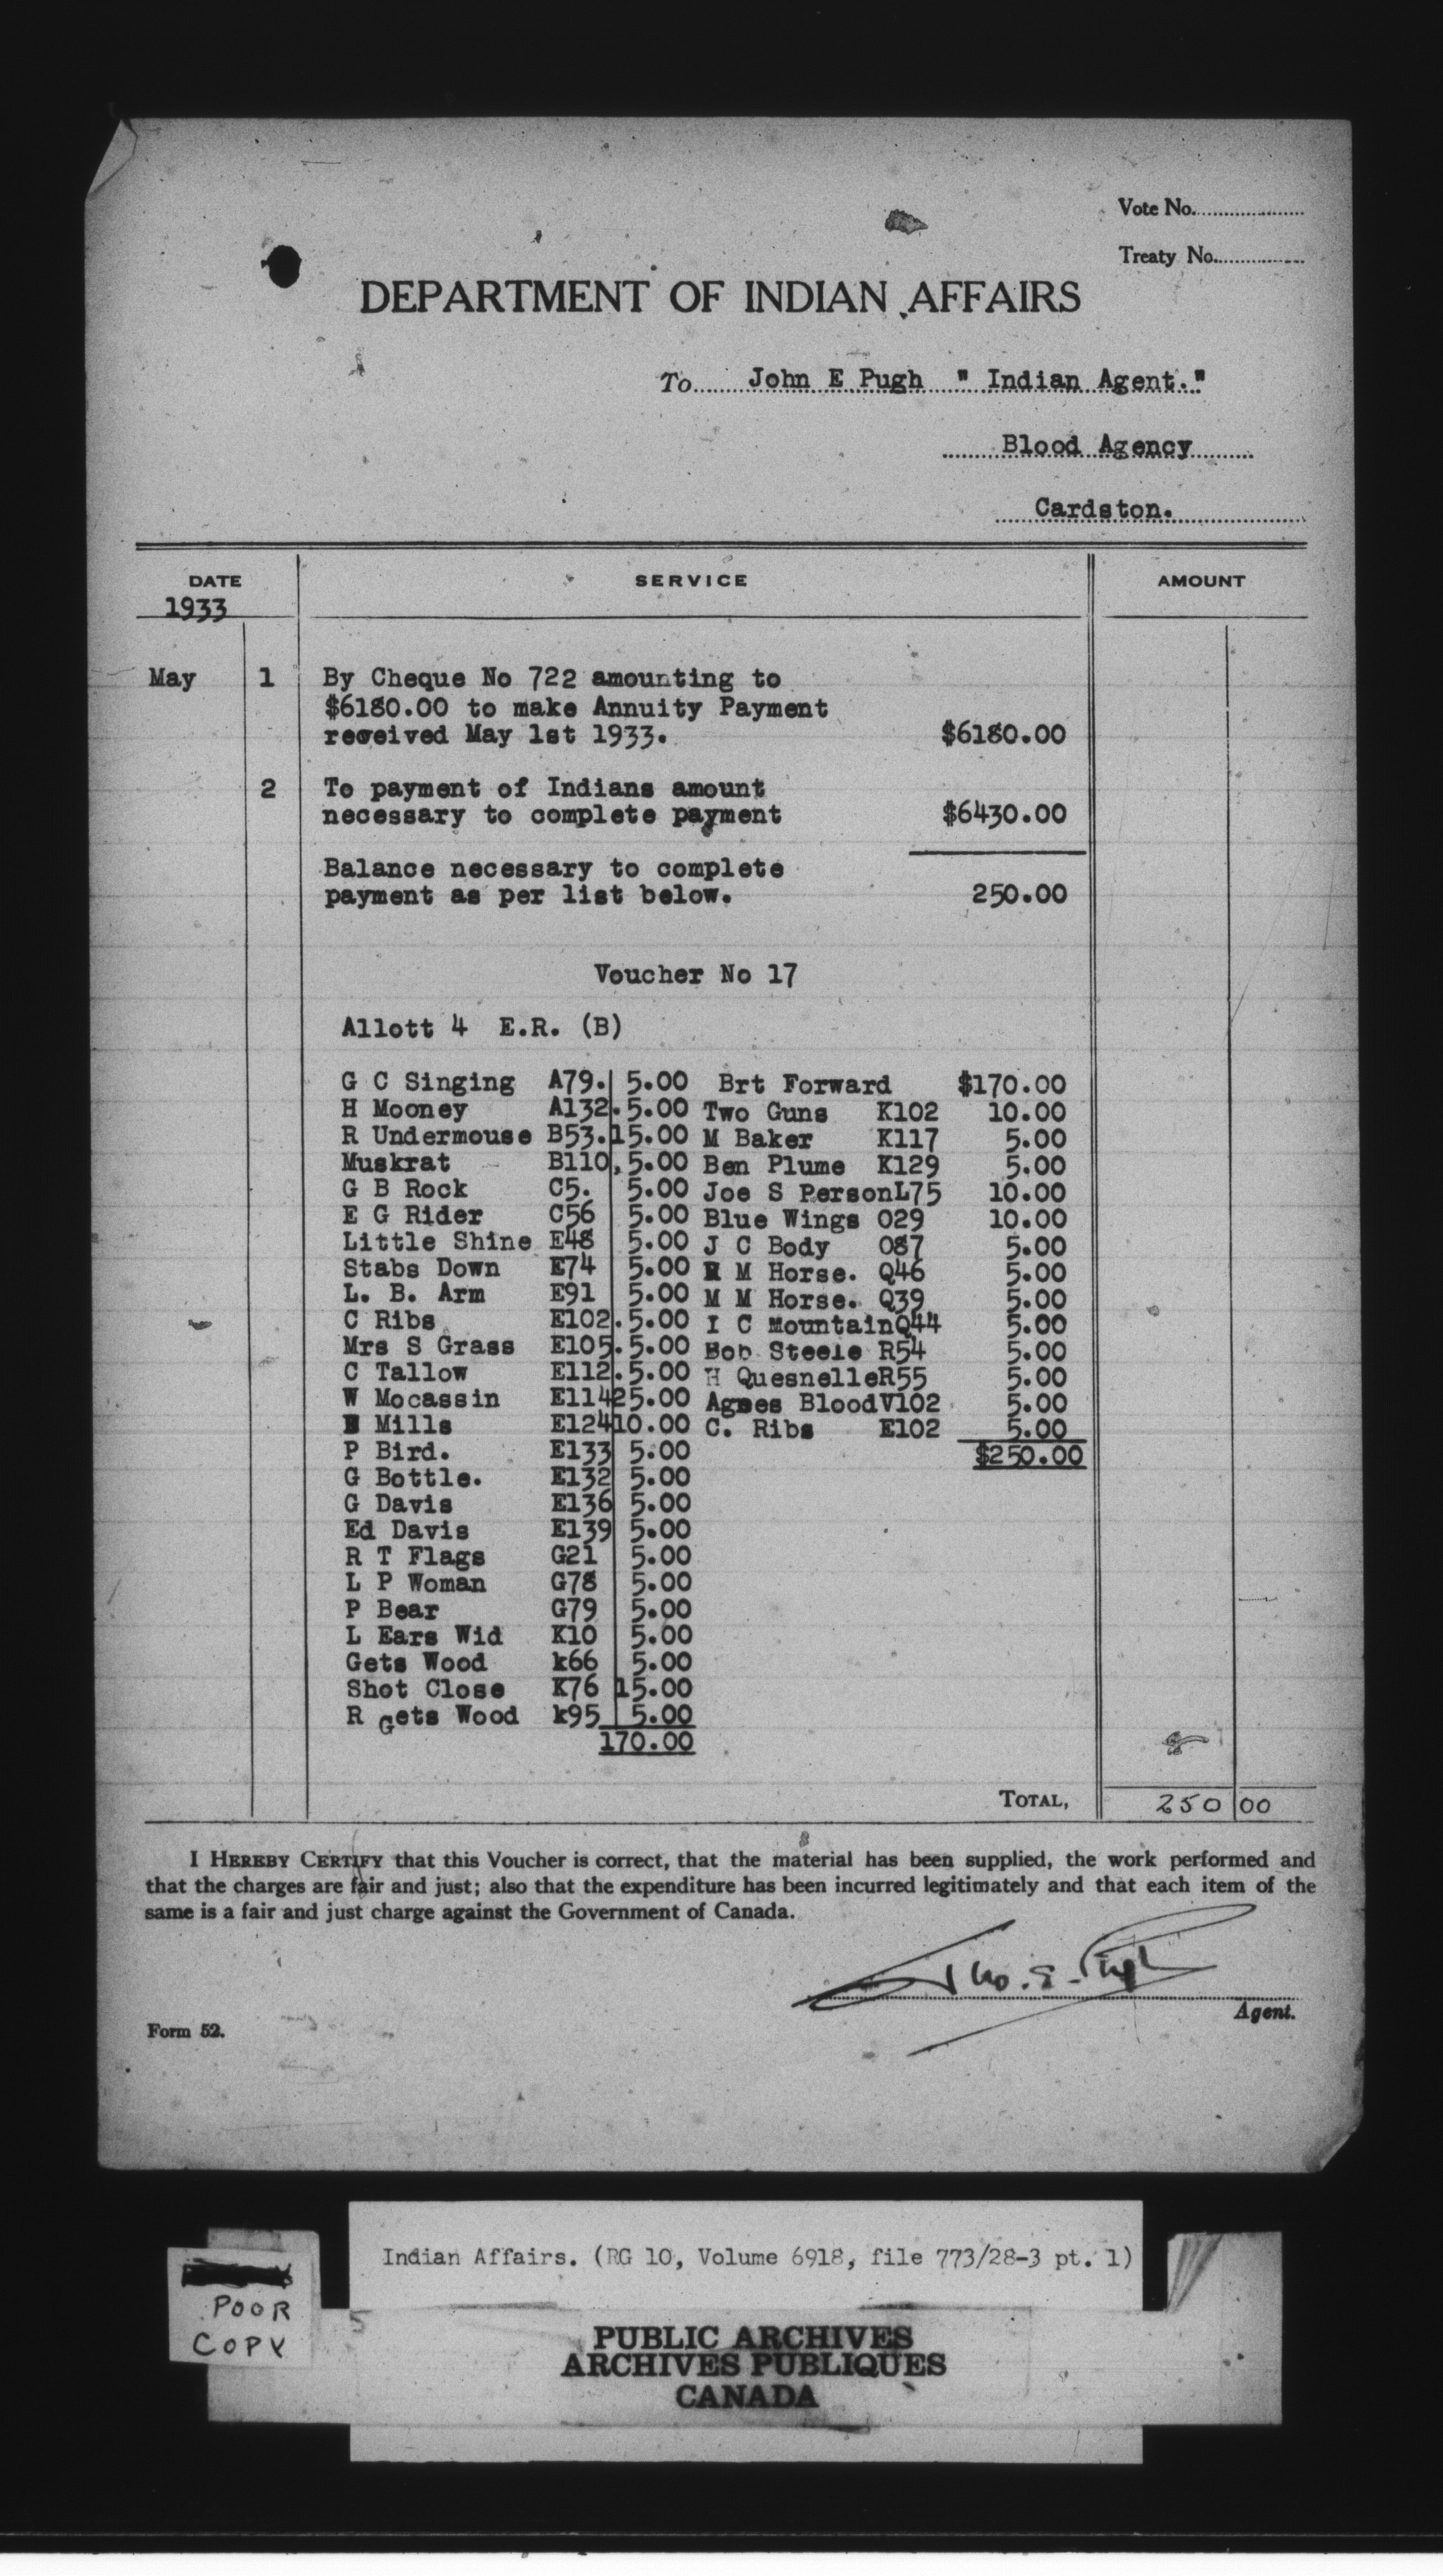 Vote No.....................
Treaty No..................
DEPARTMENT OF INDIAN AFFAIRS
To John E Pugh " Indian Agent."
Blood Agency
Cardston.
DATE SERVICE AMOUNT
1933
May 1 By Cheque No 722 amounting to
$6180.00 to make Annuity Payment
received May 1st 1933. $6180.00
2 To payment of Indians amount
necessary to complete payment $6430.00
Balance necessary to complete
payment as per list below. 250.00
Voucher No 17
Allott 4 E.R. (B)
G C Singing A79. 5.00 Brt Forward $170.00
H Mooney A132. 5.00 Two Guns K102 10.00
R Undermouse B53. 15.00 M Baker K117 5.00
Muskrat B110, 5.00 Ben Plume K129 5.00
G B Rock C5. 5.00 Joe S Person L75 10.00
E G Rider C56 5.00 Blue Wings O29 10.00
Little Shine E48 5.00 J C Body O87 5.00
Stabs Down E74 5.00 M Horse. Q46 5.00
L. B. Arm E91 5.00 M M Horse. Q39 5.00
C Ribs E102. 5.00 I C Mountain Q44 5.00
Mrs S Grass E105. 5.00 Bob Steele R54 5.00
C Tallow E112. 5.00 H Quesnelle R55 5.00
W Mocassin E114 25.00 Agnes Blood V102 5.00
Mills E124 10.00 C. Ribs E102 5.00
P Bird. E133 5.00 $250.00
G Bottle. E132 5.00
G Davis E136 5.00
Ed Davis E139 5.00
R T Flags G21 5.00
L P Woman G78 5.00
P Bear G79 5.00
L Ears Wid K10 5.00
Gets Wood k66 5.00
Shot Close K76 15.00
R Gets Wood k95 5.00
170.00
TOTAL, 250 00
I HEREBY CERTIFY that this Voucher is correct, that the material has been supplied, the work performed and
that the charges are fair and just; also that the expenditure has been incurred legitimately and that each item of the
same is a fair and just charge against the Government of Canada.
Jno. E. Pugh
Agent.
Form 52.
Indian Affairs. (RG 10, Volume 6918, file 773/28-3 pt. 1)
POOR
COPY
PUBLIC ARCHIVES
ARCHIVES PUBLIQUES
CANADA